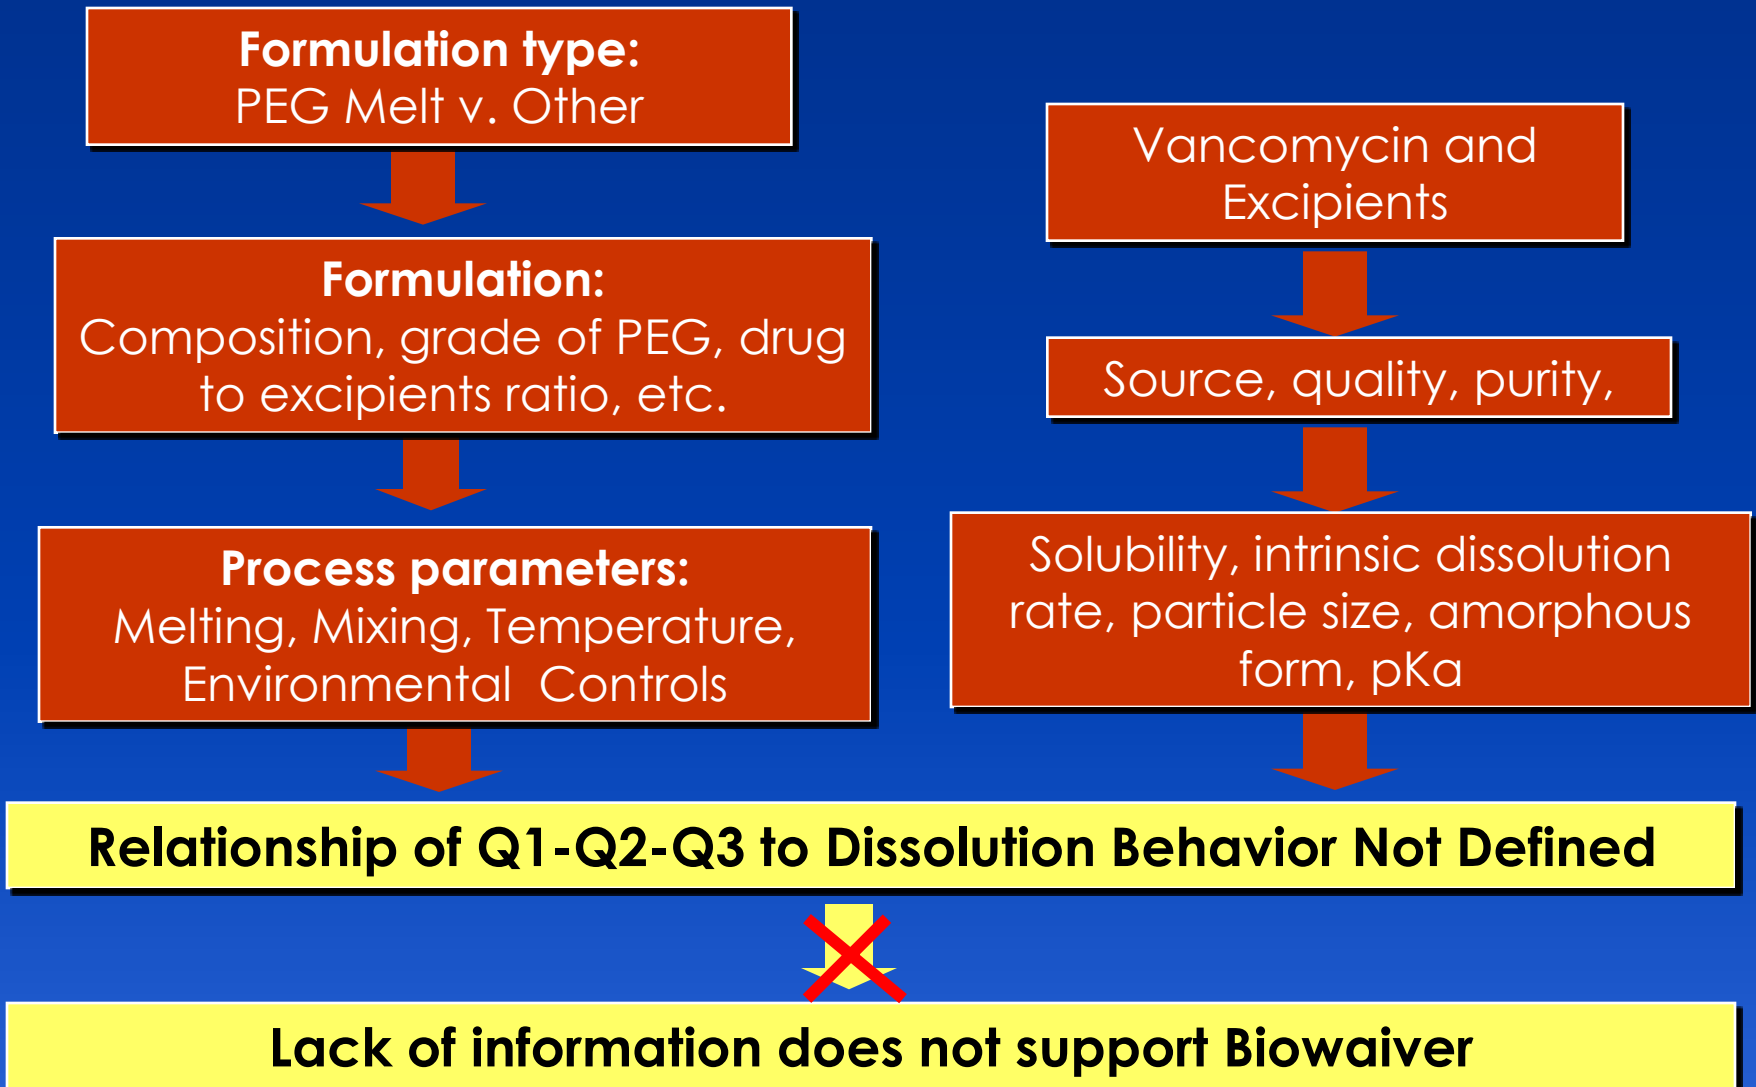 Formulation type:
PEG Melt v. Other
Formulation:
Composition, grade of PEG, drug
to excipients ratio, etc.
Process parameters:
Melting, Mixing, Temperature,
Environmental Controls
Vancomycin and
Excipients
Source, quality, purity,
Solubility, intrinsic dissolution
rate, particle size, amorphous
form, pKa
Relationship of Q1-Q2-Q3 to Dissolution Behavior Not Defined
Lack of information does not support Biowaiver